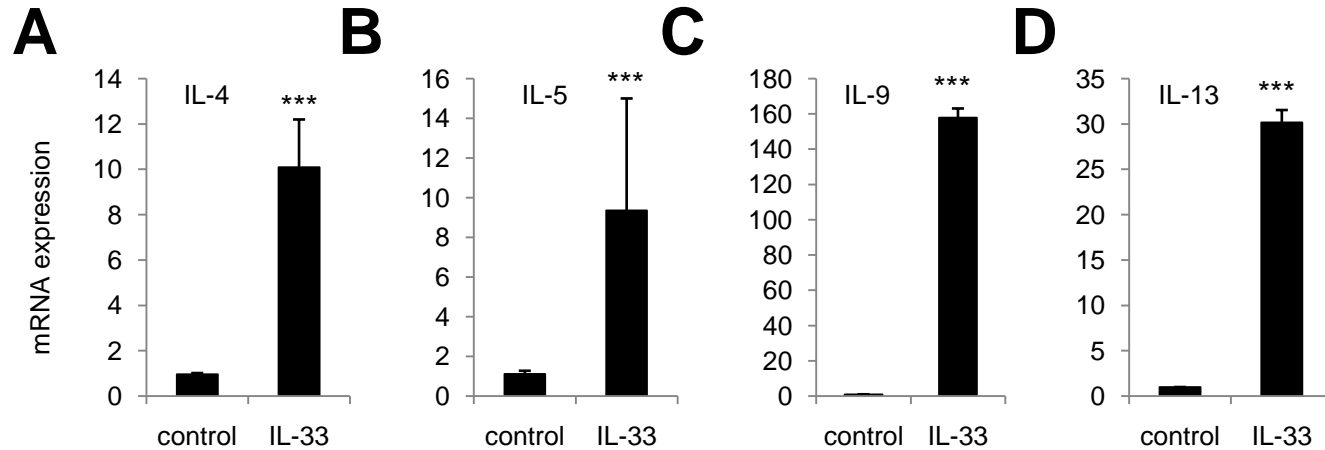 A
B
C
D
mRNA expression
14
12
10
8
6
4
2
0
IL-4
***
control
IL-33
16
14
12
10
8
6
4
2
0
IL-5
***
control
IL-33
180
160
140
120
100
80
60
40
20
0
IL-9
***
control
IL-33
35
30
25
20
15
10
5
0
IL-13
***
control
IL-33